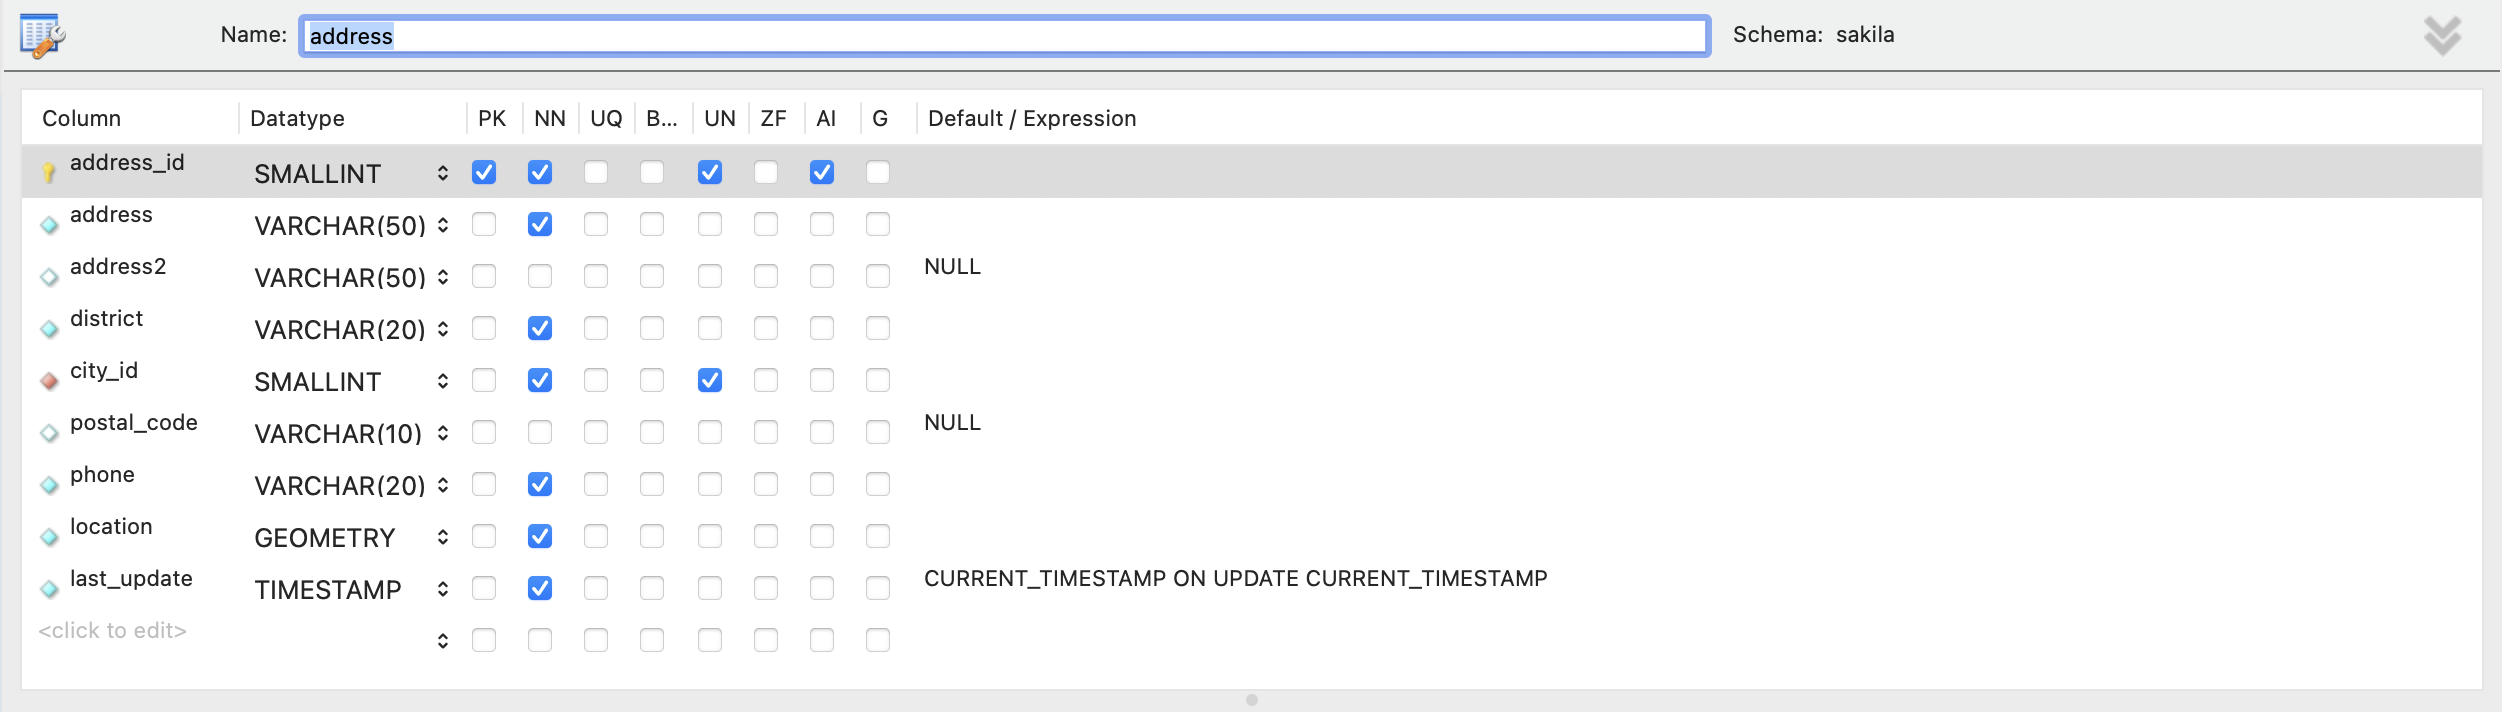 Name: address Schema: sakila
Column Datatype PK NN UQ B... UN ZF AI G Default / Expression
address_id SMALLINT
address VARCHAR(50)
address2 VARCHAR(50) NULL
district VARCHAR(20)
city_id SMALLINT
postal_code VARCHAR(10) NULL
phone VARCHAR(20)
location GEOMETRY
last_update TIMESTAMP CURRENT_TIMESTAMP ON UPDATE CURRENT_TIMESTAMP
<click to edit>